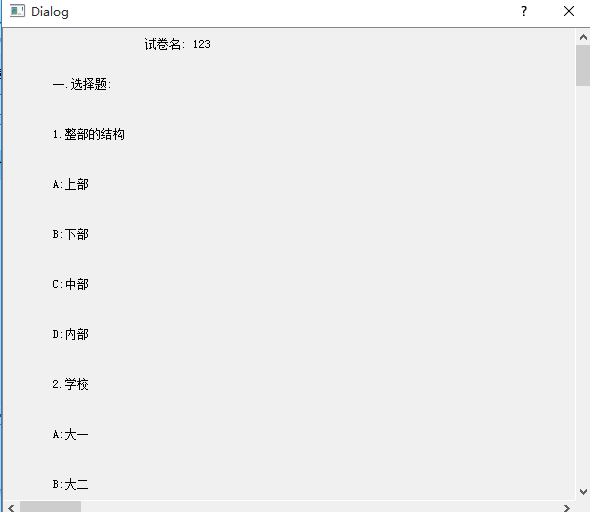 Dialog
试卷名: 123
一.选择题:
1.整部的结构
A:上部
B:下部
C:中部
D:内部
2.学校
A:大一
B:大二